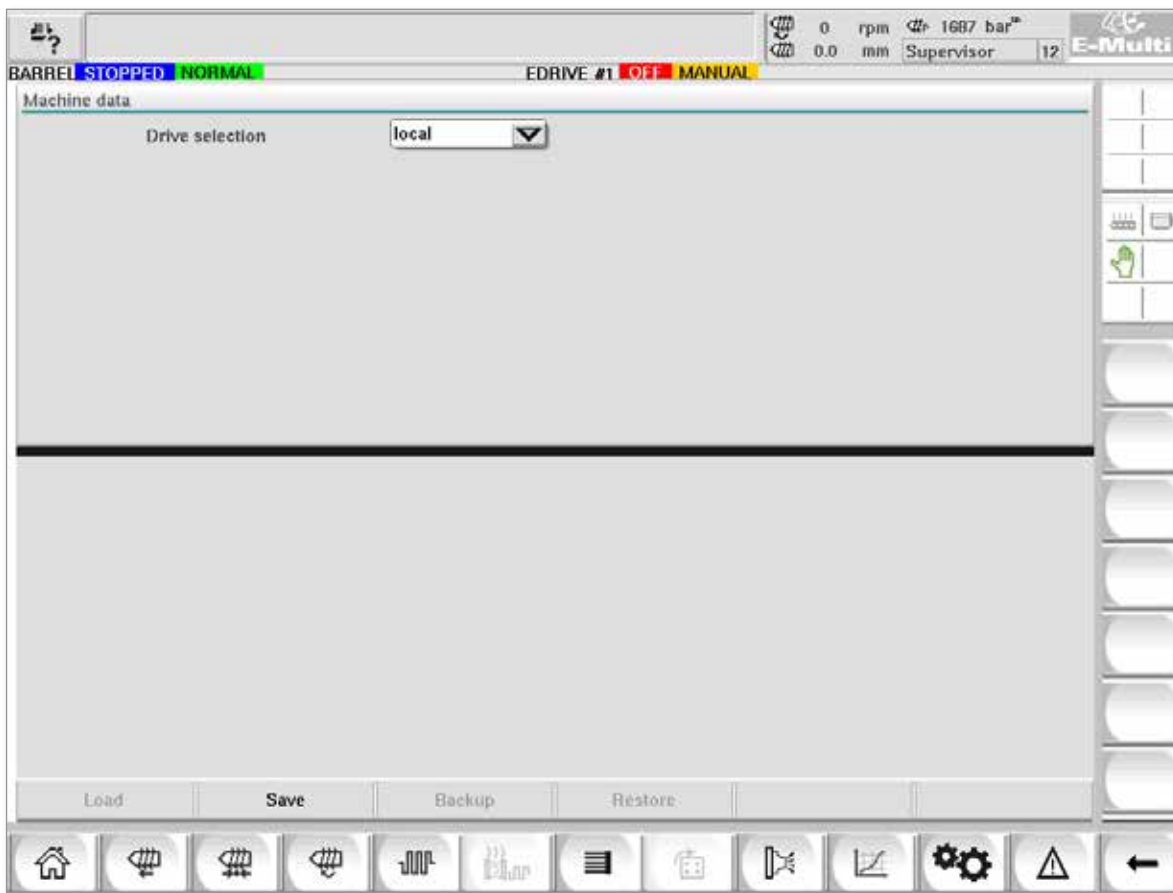 ?
0 rpm 1687 bar
0.0 mm Supervisor 12 E-Multi
BARREL STOPPED NORMAL EDRIVE #1 OFF MANUAL
Machine data
Drive selection local
Load Save Backup Restore